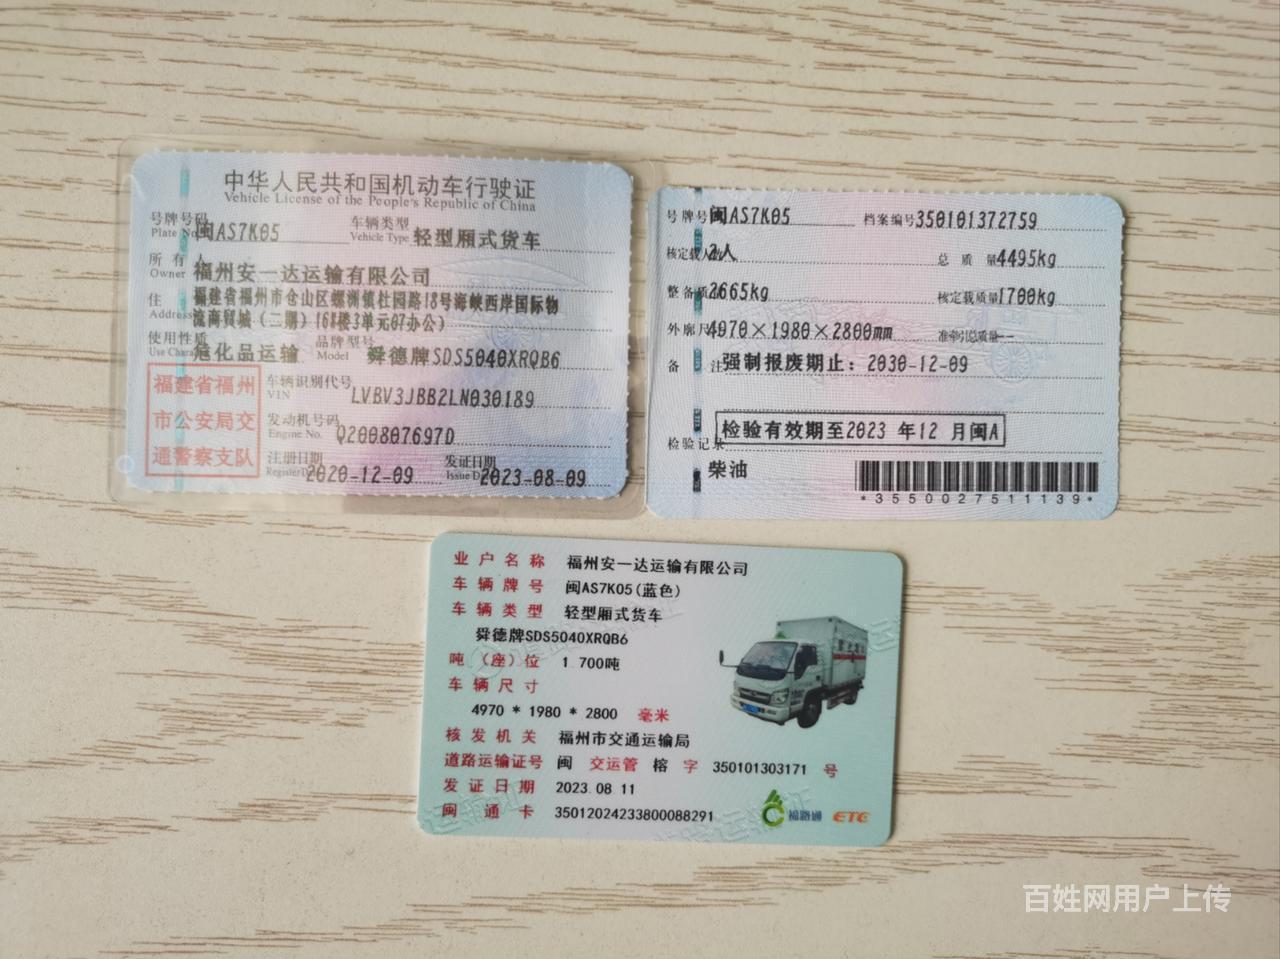 中华人民共和国机动车行驶证
Vehicle License of the People's Republic of China
号牌号码 闽AS7K05 车辆类型 轻型厢式货车
Plate No. Vehicle Type
所有人 福州安一达运输有限公司
Owner
住 福建省福州市仓山区螺洲镇杜园路18号海峡西岸国际物
Address 流商贸城（二期）16#楼3单元07办公）
使用性质 危化品运输 品牌型号 舜德牌SDS5040XRQB6
Use Chara Model
福建省福州
市公安局交
通警察支队
车辆识别代号 LVBV3JBB2LN030189
VIN
发动机号码 Q200807697D
Engine No.
注册日期 2020-12-09 发证日期 2023-08-09
Register D Issue D
号牌号 闽AS7K05 档案编号 350101372759
核定载人 2人 总质量 4495kg
整备质 2665kg 核定载质量 1700kg
外廓尺 4970×1980×2800mm 准牵引总质量 --
备注 强制报废期止：2030-12-09
检验有效期至2023 年12 月闽A
检验记录
柴油
*3550027511139*
业户名称 福州安一达运输有限公司
车辆牌号 闽AS7K05(蓝色)
车辆类型 轻型厢式货车
舜德牌SDS5040XRQB6
吨（座）位 1.700吨
车辆尺寸
4970 * 1980 * 2800 毫米
核发机关 福州市交通运输局
道路运输证号 闽 交运管 榕 字 350101303171 号
发证日期 2023.08 11
闽通卡 35012024233800088291
福路通 ETC
百姓网用户上传